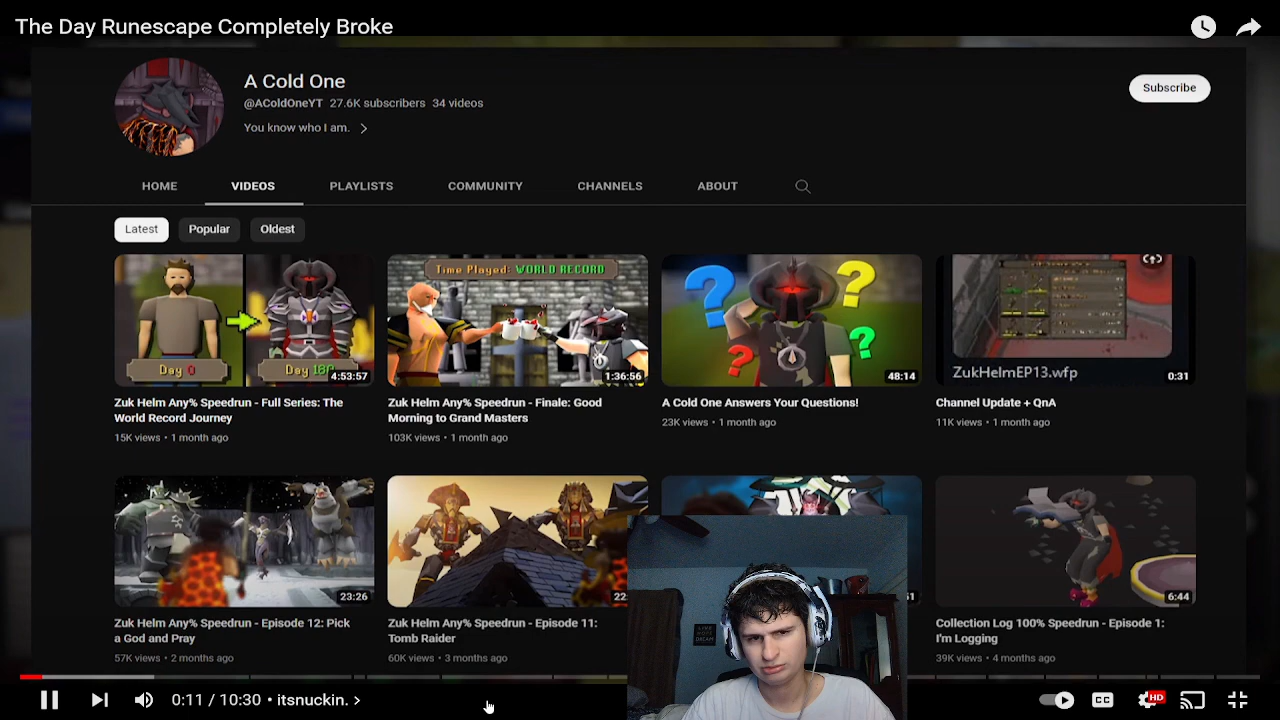 The Day Runescape Completely Broke
A Cold One
@AColdOneYT 27.6K subscribers 34 videos
You know who I am.
Subscribe
HOME VIDEOS PLAYLISTS COMMUNITY CHANNELS ABOUT
Latest Popular Oldest
Day 0
Day 180
4:53:57
Time Played: WORLD RECORD
1:36:56
48:14
ZukHelmEP13.wfp
0:31
Zuk Helm Any% Speedrun - Full Series: The
World Record Journey
15K views • 1 month ago
Zuk Helm Any% Speedrun - Finale: Good
Morning to Grand Masters
103K views • 1 month ago
A Cold One Answers Your Questions!
23K views • 1 month ago
Channel Update + QnA
11K views • 1 month ago
23:26
22:
6:44
Zuk Helm Any% Speedrun - Episode 12: Pick
a God and Pray
57K views • 2 months ago
Zuk Helm Any% Speedrun - Episode 11:
Tomb Raider
60K views • 3 months ago
Collection Log 100% Speedrun - Episode 1:
I'm Logging
39K views • 4 months ago
0:11 / 10:30 • itsnuckin.
CC
HD